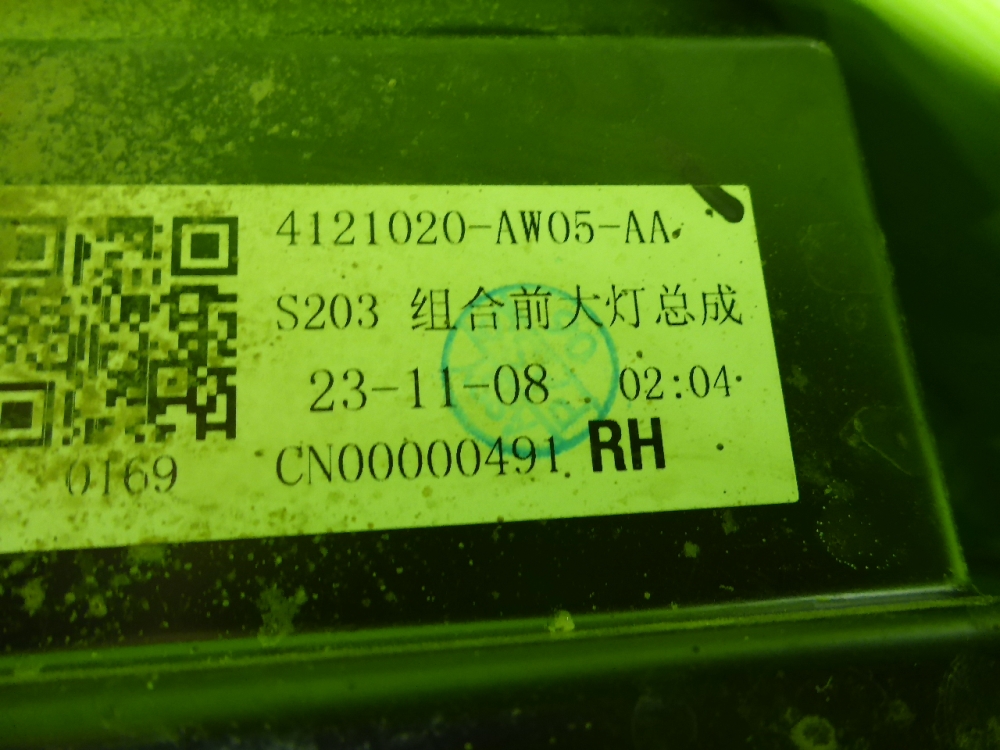 4121020-AW05-AA
S203 组合前大灯总成
23-11-08 02:04
CN00000491 RH
0169